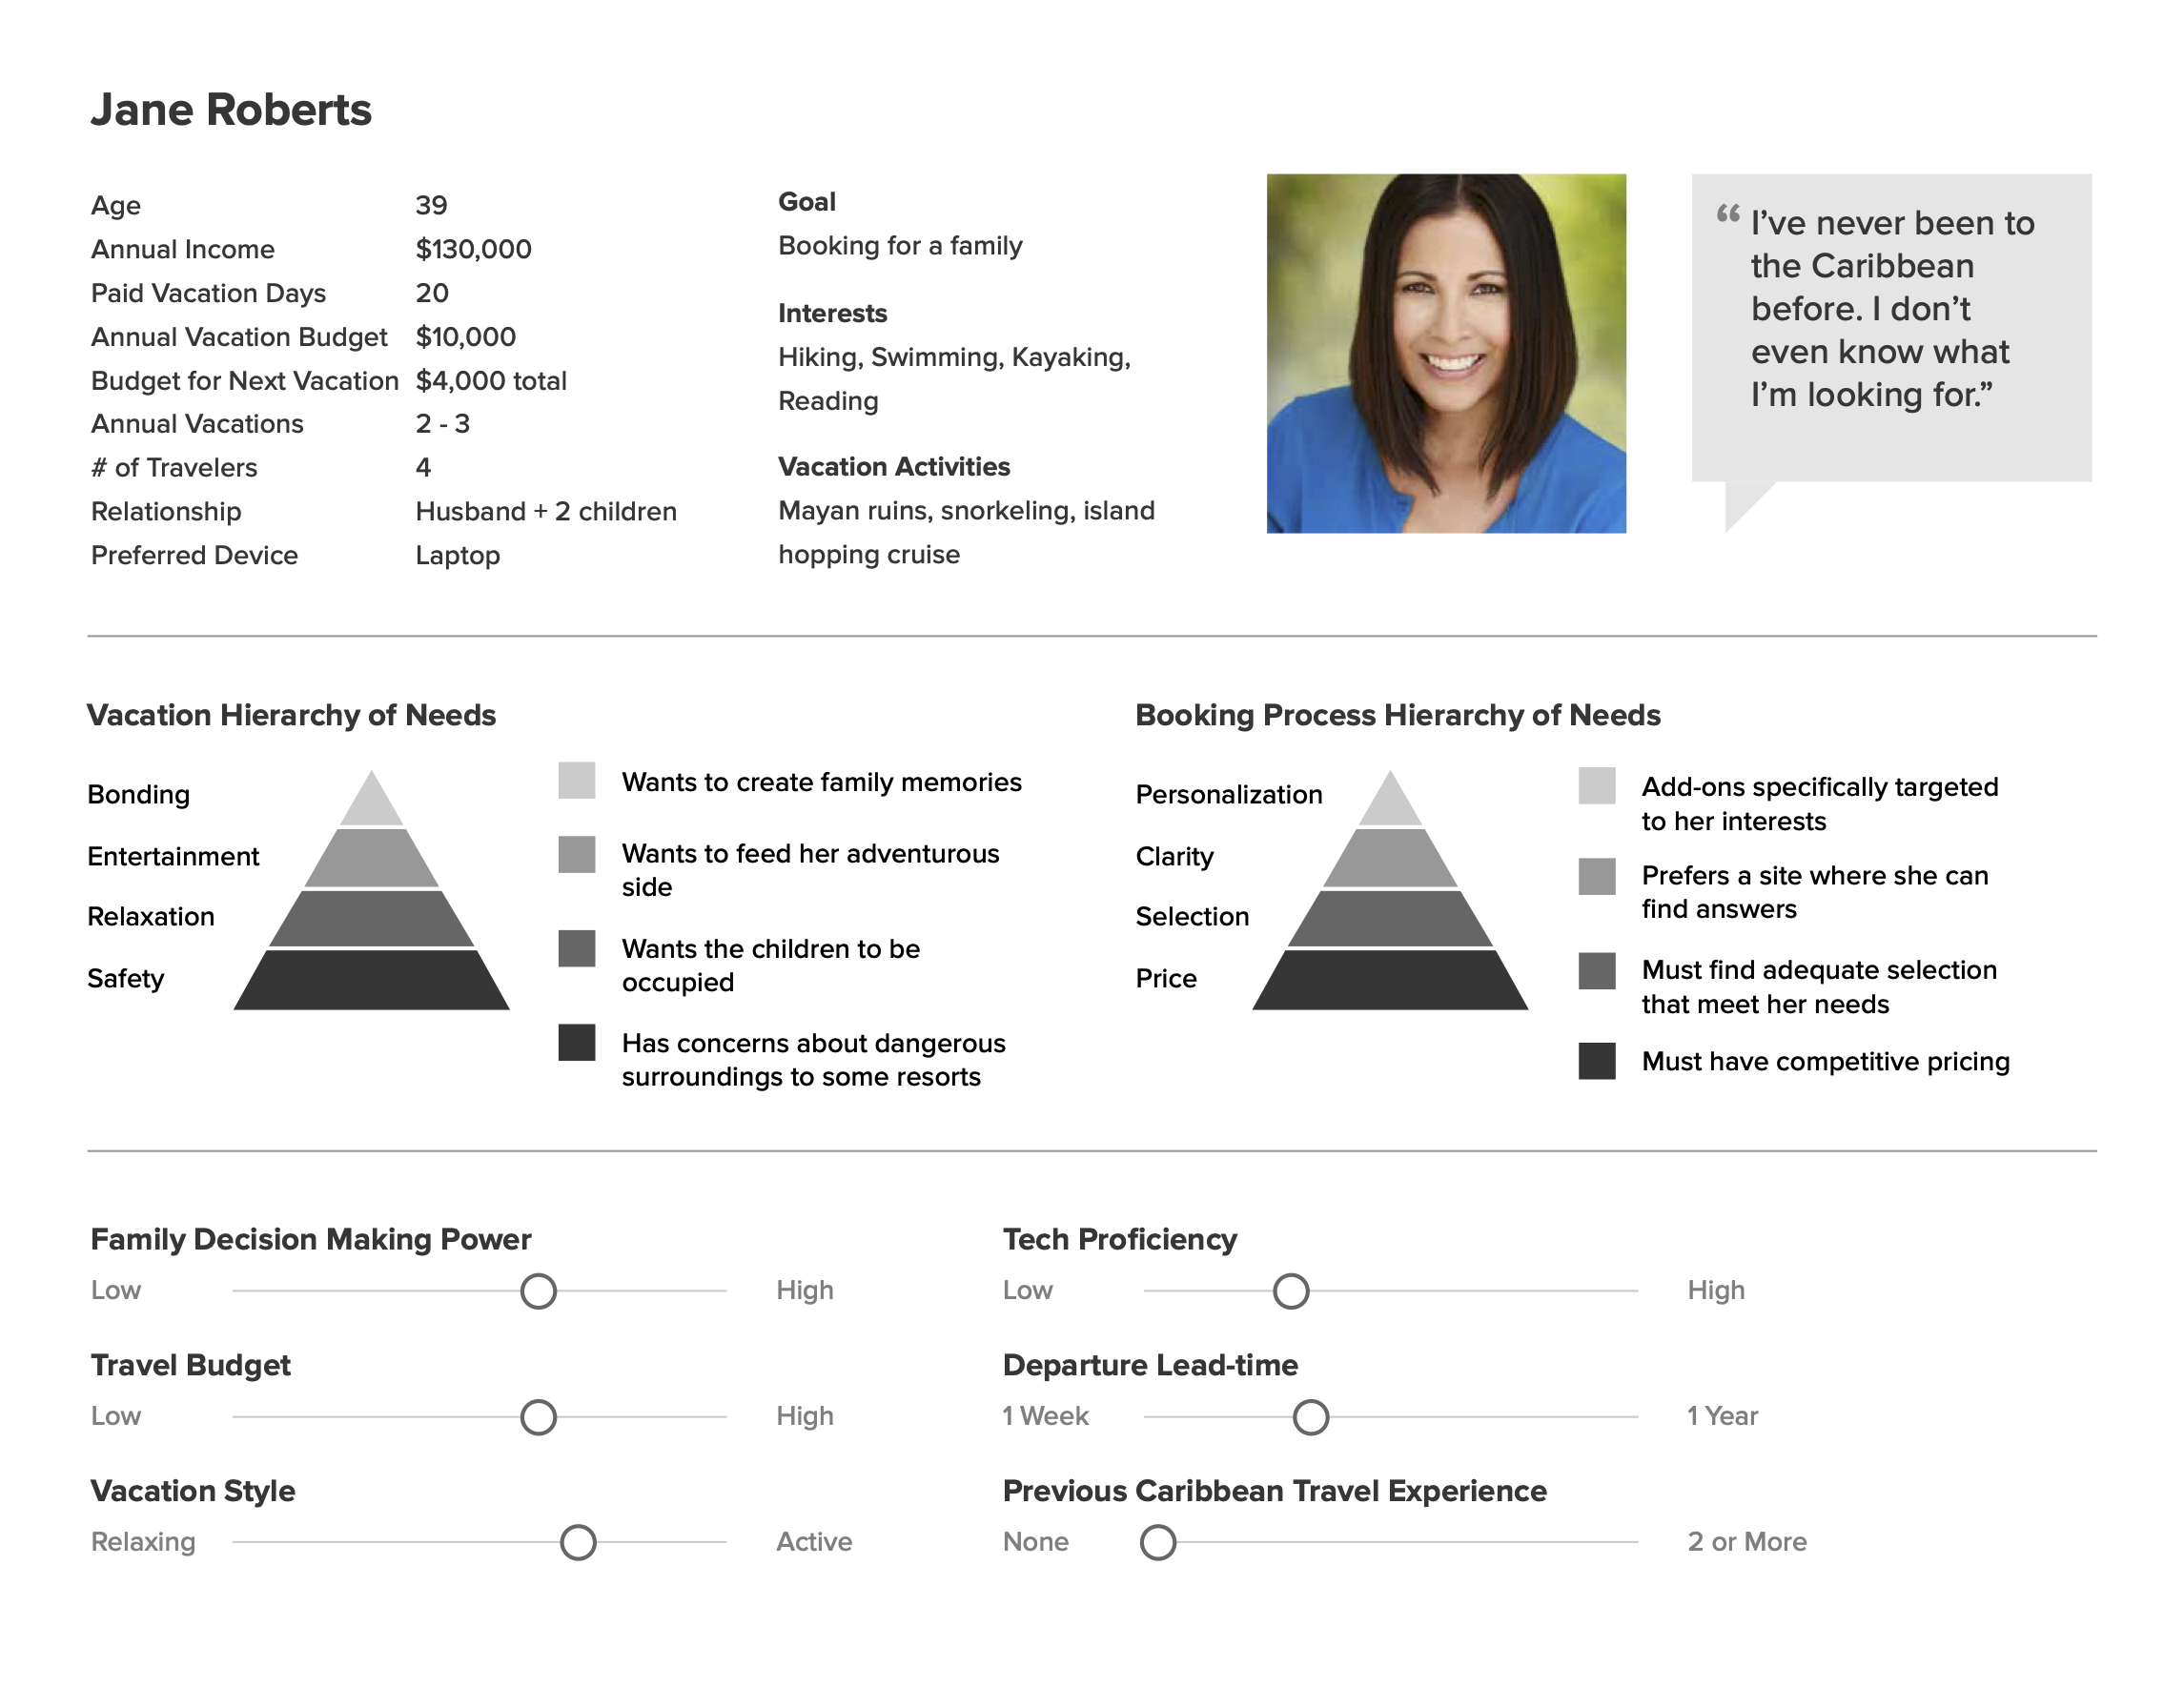 Jane Roberts
Age 39
Annual Income $130,000
Paid Vacation Days 20
Annual Vacation Budget $10,000
Budget for Next Vacation $4,000 total
Annual Vacations 2 - 3
# of Travelers 4
Relationship Husband + 2 children
Preferred Device Laptop
Goal
Booking for a family
Interests
Hiking, Swimming, Kayaking,
Reading
Vacation Activities
Mayan ruins, snorkeling, island
hopping cruise
“ I’ve never been to
the Caribbean
before. I don’t
even know what
I’m looking for.”
Vacation Hierarchy of Needs
Bonding
Entertainment
Relaxation
Safety
Wants to create family memories
Wants to feed her adventurous
side
Wants the children to be
occupied
Has concerns about dangerous
surroundings to some resorts
Booking Process Hierarchy of Needs
Personalization
Clarity
Selection
Price
Add-ons specifically targeted
to her interests
Prefers a site where she can
find answers
Must find adequate selection
that meet her needs
Must have competitive pricing
Family Decision Making Power
Low High
Travel Budget
Low High
Vacation Style
Relaxing Active
Tech Proficiency
Low High
Departure Lead-time
1 Week 1 Year
Previous Caribbean Travel Experience
None 2 or More